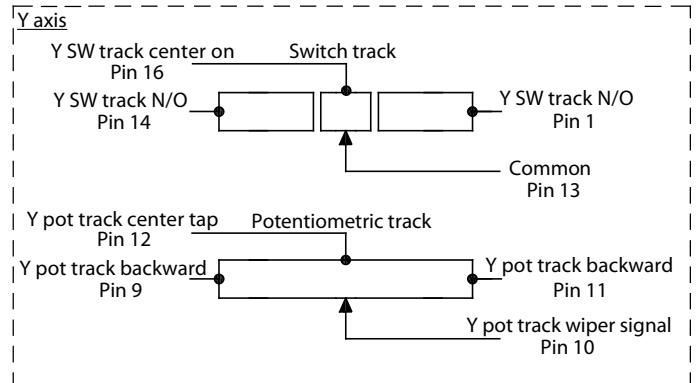 Y axis
Y SW track center on
Pin 16
Switch track
Y SW track N/O
Pin 14
Y SW track N/O
Pin 1
Common
Pin 13
Y pot track center tap
Pin 12
Potentiometric track
Y pot track backward
Pin 9
Y pot track backward
Pin 11
Y pot track wiper signal
Pin 10